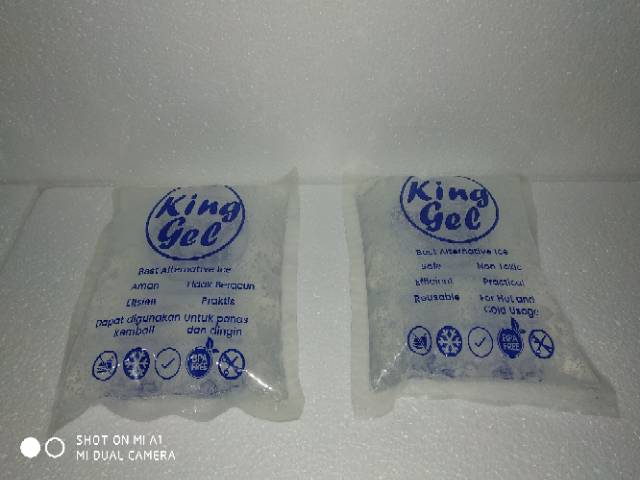 King
Gel
Best Alternative Ice
Aman Tidak Beracun
Efisien Praktis
Dapat digunakan Untuk panas
kembali dan dingin
BPA
FREE
King
Gel
Best Alternative Ice
Safe Non Toxic
Efficient Practical
Reusable For Hot and
Cold Usage
BPA
FREE
SHOT ON MI A1
MI DUAL CAMERA